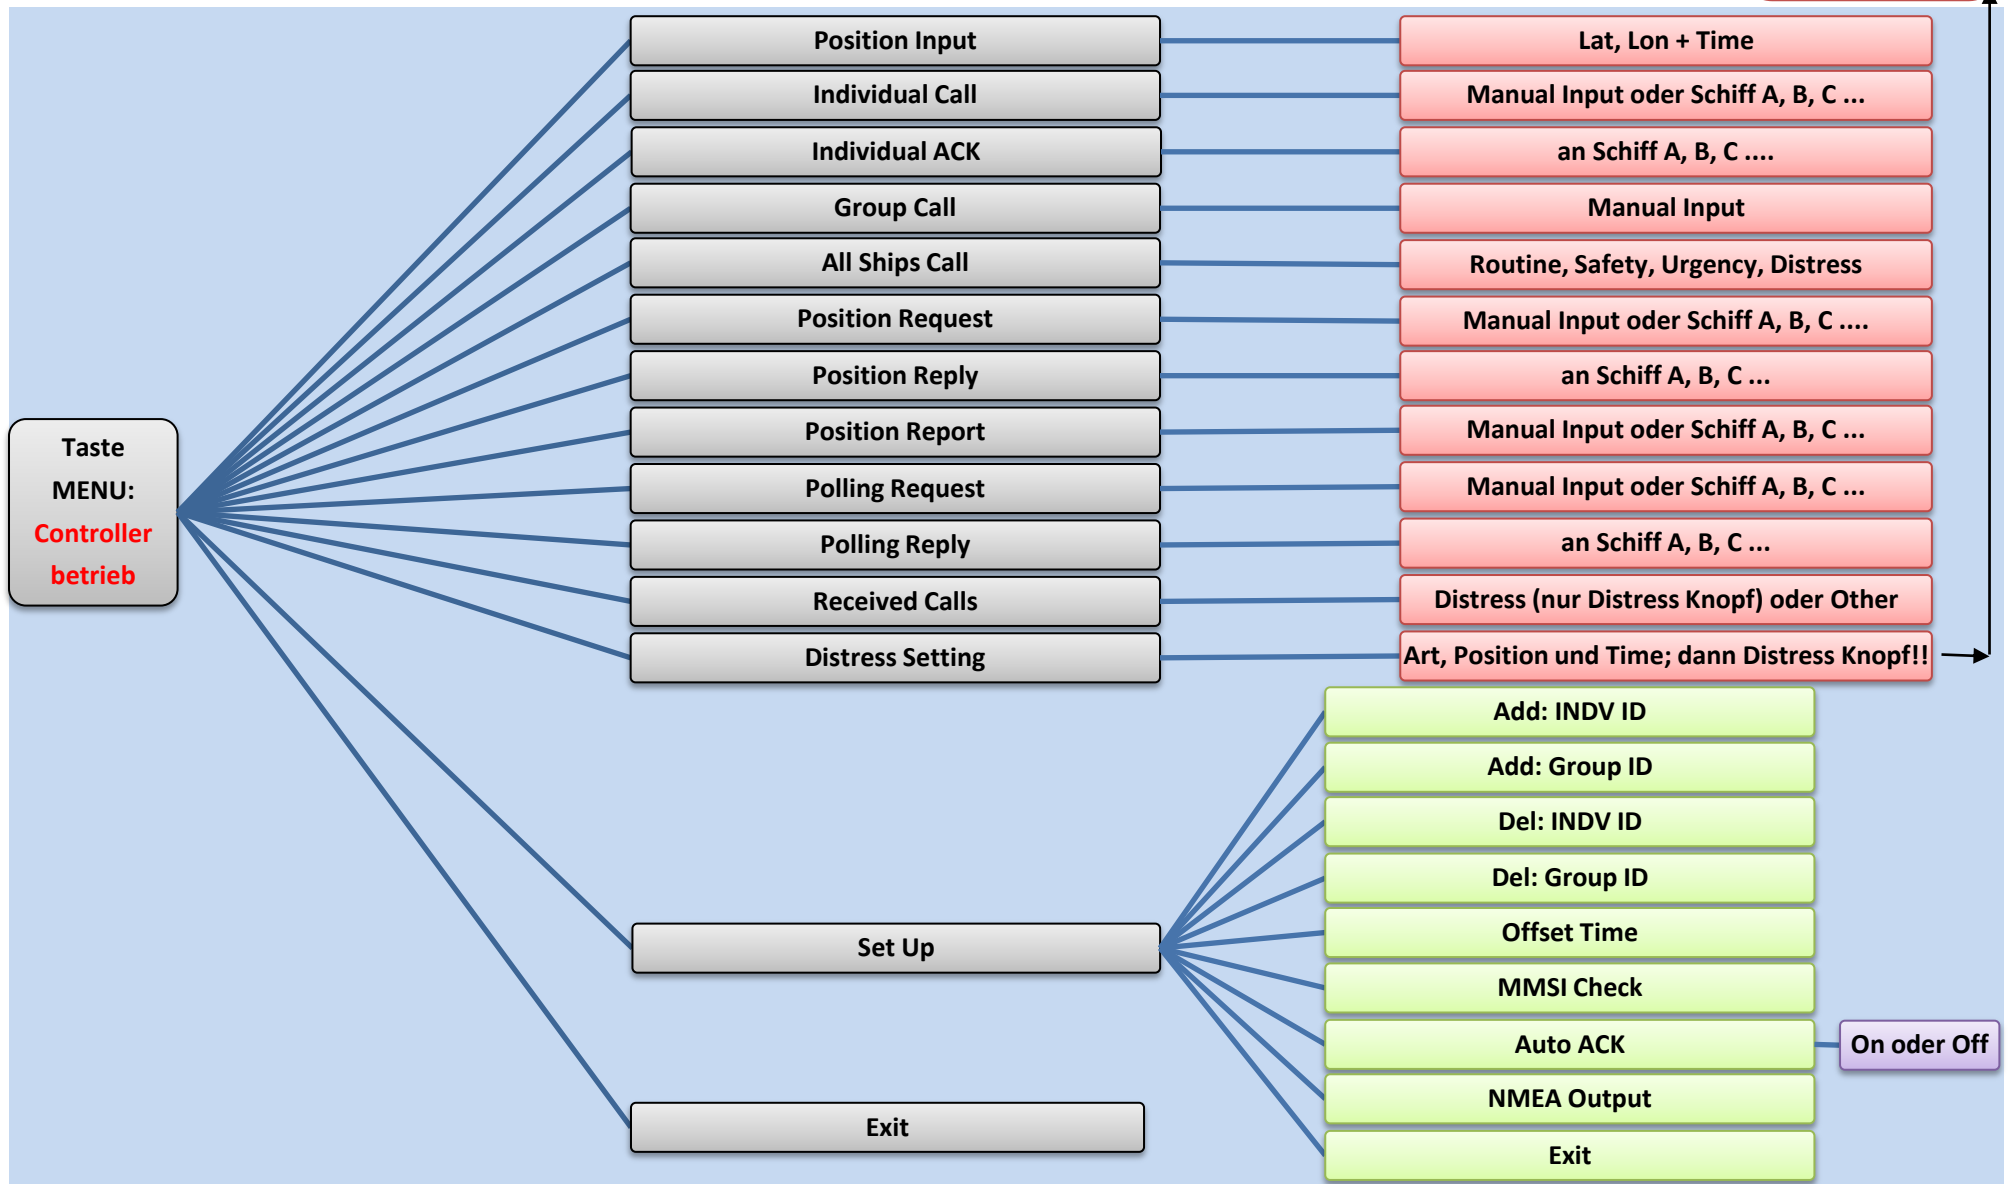 Taste
MENU:
Controller
betrieb
Position Input
Lat, Lon + Time
Individual Call
Manual Input oder Schiff A, B, C ...
Individual ACK
an Schiff A, B, C ....
Group Call
Manual Input
All Ships Call
Routine, Safety, Urgency, Distress
Position Request
Manual Input oder Schiff A, B, C ....
Position Reply
an Schiff A, B, C ...
Position Report
Manual Input oder Schiff A, B, C ...
Polling Request
Manual Input oder Schiff A, B, C ...
Polling Reply
an Schiff A, B, C ...
Received Calls
Distress (nur Distress Knopf) oder Other
Distress Setting
Art, Position und Time; dann Distress Knopf!!
Set Up
Add: INDV ID
Add: Group ID
Del: INDV ID
Del: Group ID
Offset Time
MMSI Check
Auto ACK
On oder Off
NMEA Output
Exit
Exit